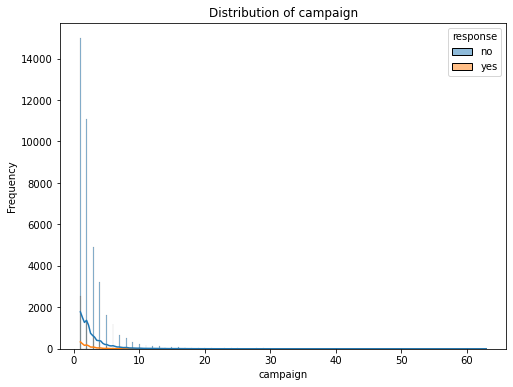 Distribution of campaign
response
no
yes
14000
12000
10000
8000
6000
4000
2000
0
Frequency
0 10 20 30 40 50 60
campaign